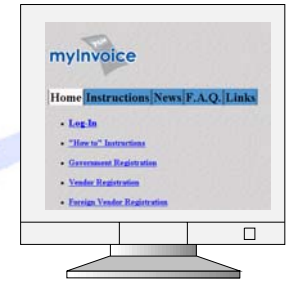 myInvoice
Home Instructions News F.A.Q. Links
Log-In
"How to" Instructions
Government Registration
Vendor Registration
Foreign Vendor Registration